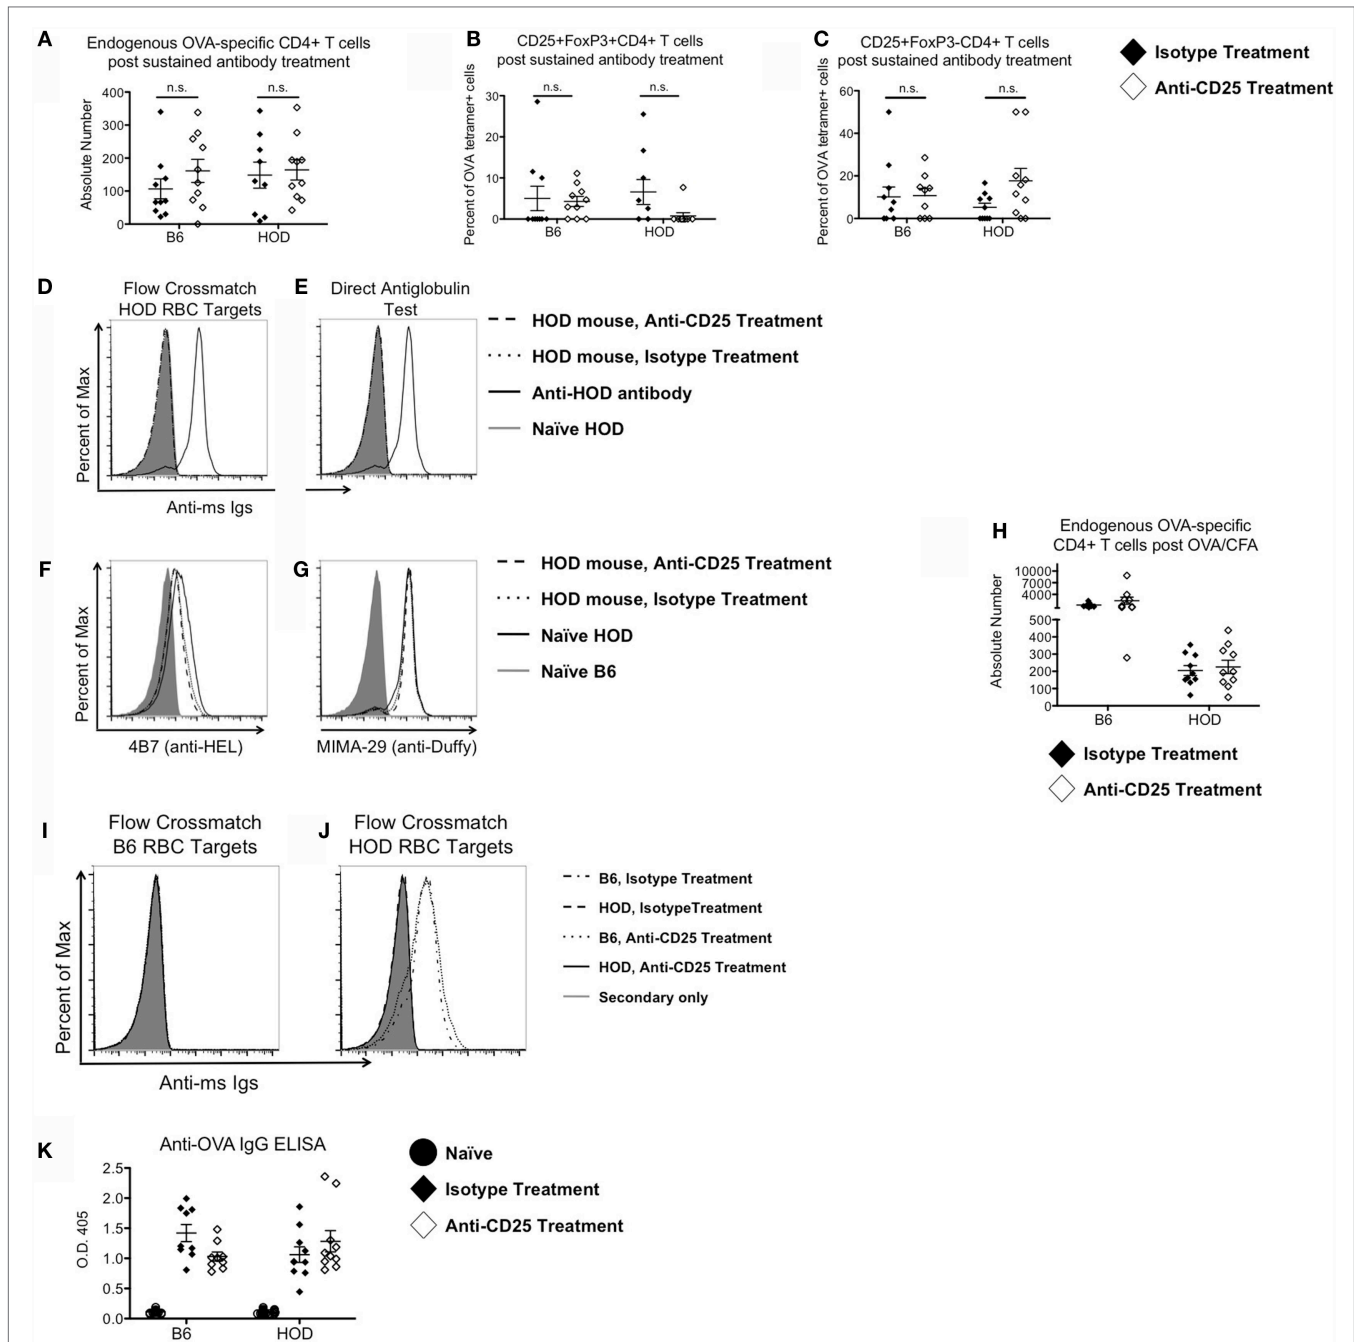 A
Endogenous OVA-specific CD4+ T cells
post sustained antibody treatment
n.s.
n.s.
Absolute Number
400
300
200
100
0
B6
HOD
B
CD25+FoxP3+CD4+ T cells
post sustained antibody treatment
n.s.
n.s.
Percent of OVA tetramer+ cells
30
20
10
0
B6
HOD
C
CD25+FoxP3-CD4+ T cells
post sustained antibody treatment
n.s.
n.s.
Percent of OVA tetramer+ cells
60
40
20
0
B6
HOD
Isotype Treatment
Anti-CD25 Treatment
D
Flow Crossmatch
HOD RBC Targets
Percent of Max
Anti-ms Igs
E
Direct Antiglobulin
Test
HOD mouse, Anti-CD25 Treatment
HOD mouse, Isotype Treatment
Anti-HOD antibody
Naïve HOD
F
Percent of Max
4B7 (anti-HEL)
G
MIMA-29 (anti-Duffy)
HOD mouse, Anti-CD25 Treatment
HOD mouse, Isotype Treatment
Naïve HOD
Naïve B6
H
Endogenous OVA-specific
CD4+ T cells post OVA/CFA
Absolute Number
10000
7000
4000
500
400
300
200
100
0
B6
HOD
Isotype Treatment
Anti-CD25 Treatment
I
Flow Crossmatch
B6 RBC Targets
Percent of Max
Anti-ms Igs
J
Flow Crossmatch
HOD RBC Targets
B6, Isotype Treatment
HOD, IsotypeTreatment
B6, Anti-CD25 Treatment
HOD, Anti-CD25 Treatment
Secondary only
K
Anti-OVA IgG ELISA
O.D. 405
2.5
2.0
1.5
1.0
0.5
0.0
B6
HOD
Naïve
Isotype Treatment
Anti-CD25 Treatment